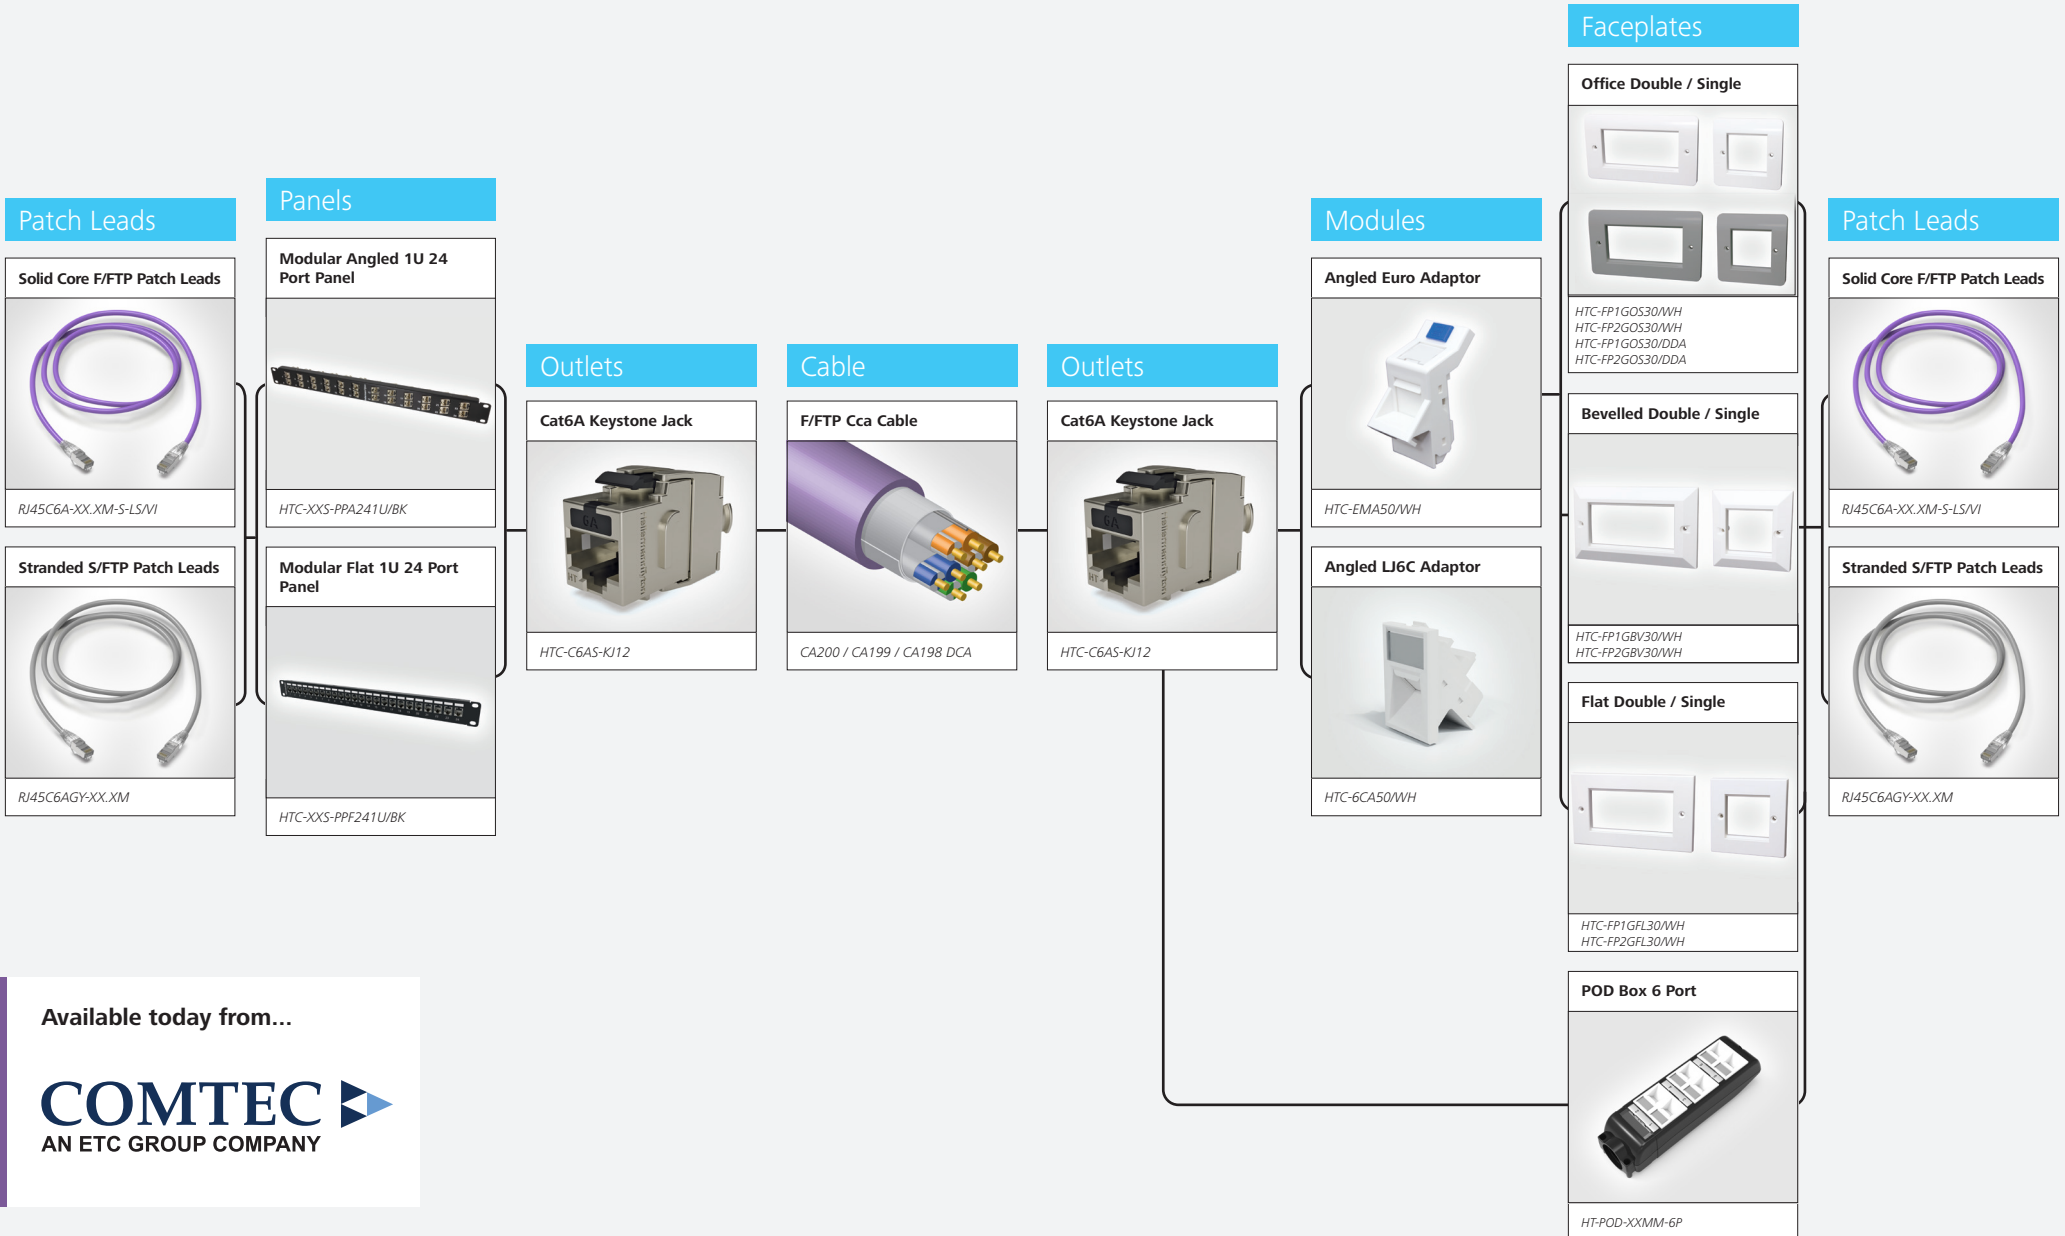 Patch Leads
Solid Core F/FTP Patch Leads
RJ45C6A-XX.XM-S-LS/VI
Stranded S/FTP Patch Leads
RJ45C6AGY-XX.XM
Panels
Modular Angled 1U 24
Port Panel
HTC-XXS-PPA241U/BK
Modular Flat 1U 24 Port
Panel
HTC-XXS-PPF241U/BK
Outlets
Cat6A Keystone Jack
6A
HT
HTC-C6AS-KJ12
Cable
F/FTP Cca Cable
CA200 / CA199 / CA198 DCA
Outlets
Cat6A Keystone Jack
6A
HT
HTC-C6AS-KJ12
Modules
Angled Euro Adaptor
HTC-EMA50/WH
Angled LJ6C Adaptor
HTC-6CA50/WH
Faceplates
Office Double / Single
HTC-FP1GOS30/WH
HTC-FP2GOS30/WH
HTC-FP1GOS30/DDA
HTC-FP2GOS30/DDA
Bevelled Double / Single
HTC-FP1GBV30/WH
HTC-FP2GBV30/WH
Flat Double / Single
HTC-FP1GFL30/WH
HTC-FP2GFL30/WH
POD Box 6 Port
HT-POD-XXMM-6P
Patch Leads
Solid Core F/FTP Patch Leads
RJ45C6A-XX.XM-S-LS/VI
Stranded S/FTP Patch Leads
RJ45C6AGY-XX.XM
Available today from...
COMTEC
AN ETC GROUP COMPANY